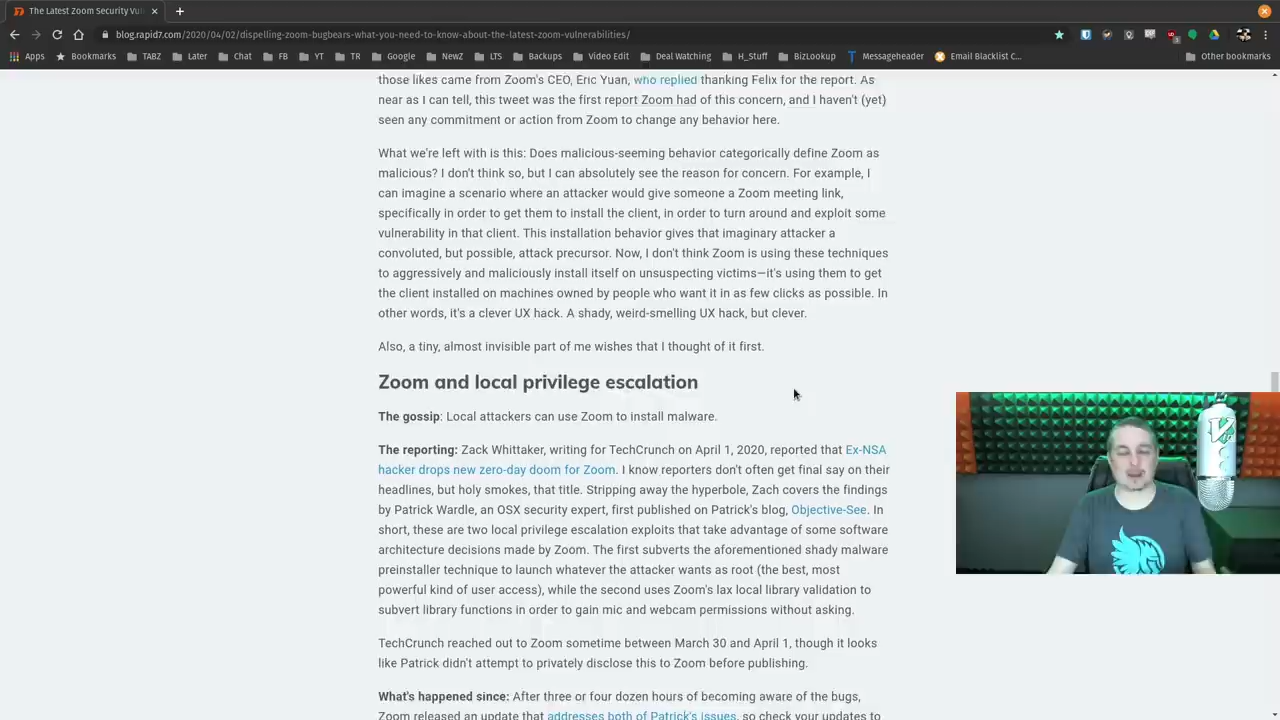 The Latest Zoom Security Vul
blog.rapid7.com/2020/04/02/dispelling-zoom-bugbears-what-you-need-to-know-about-the-latest-zoom-vulnerabilities/
Apps Bookmarks TABZ Later Chat FB YT TR Google NewZ LTS Backups Video Edit Deal Watching H_Stuff BizLookup Messageheader Email Blacklist C... Other bookmarks
those likes came from Zoom's CEO, Eric Yuan, who replied thanking Felix for the report. As
near as I can tell, this tweet was the first report Zoom had of this concern, and I haven't (yet)
seen any commitment or action from Zoom to change any behavior here.
What we're left with is this: Does malicious-seeming behavior categorically define Zoom as
malicious? I don't think so, but I can absolutely see the reason for concern. For example, I
can imagine a scenario where an attacker would give someone a Zoom meeting link,
specifically in order to get them to install the client, in order to turn around and exploit some
vulnerability in that client. This installation behavior gives that imaginary attacker a
convoluted, but possible, attack precursor. Now, I don't think Zoom is using these techniques
to aggressively and maliciously install itself on unsuspecting victims—it's using them to get
the client installed on machines owned by people who want it in as few clicks as possible. In
other words, it's a clever UX hack. A shady, weird-smelling UX hack, but clever.
Also, a tiny, almost invisible part of me wishes that I thought of it first.
Zoom and local privilege escalation
The gossip: Local attackers can use Zoom to install malware.
The reporting: Zack Whittaker, writing for TechCrunch on April 1, 2020, reported that Ex-NSA
hacker drops new zero-day doom for Zoom. I know reporters don't often get final say on their
headlines, but holy smokes, that title. Stripping away the hyperbole, Zach covers the findings
by Patrick Wardle, an OSX security expert, first published on Patrick's blog, Objective-See. In
short, these are two local privilege escalation exploits that take advantage of some software
architecture decisions made by Zoom. The first subverts the aforementioned shady malware
preinstaller technique to launch whatever the attacker wants as root (the best, most
powerful kind of user access), while the second uses Zoom's lax local library validation to
subvert library functions in order to gain mic and webcam permissions without asking.
TechCrunch reached out to Zoom sometime between March 30 and April 1, though it looks
like Patrick didn't attempt to privately disclose this to Zoom before publishing.
What's happened since: After three or four dozen hours of becoming aware of the bugs,
Zoom released an update that addresses both of Patrick's issues, so check your updates to